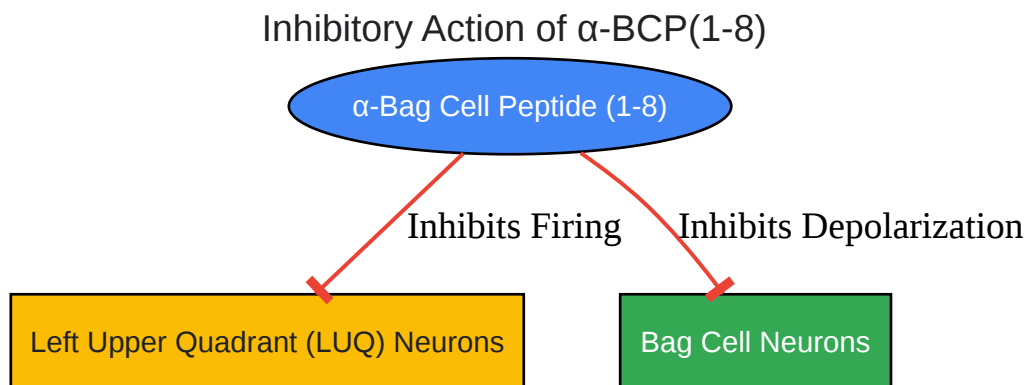 Inhibitory Action of α-BCP(1-8)
α-Bag Cell Peptide (1-8)
Inhibits Firing
Inhibits Depolarization
Left Upper Quadrant (LUQ) Neurons
Bag Cell Neurons